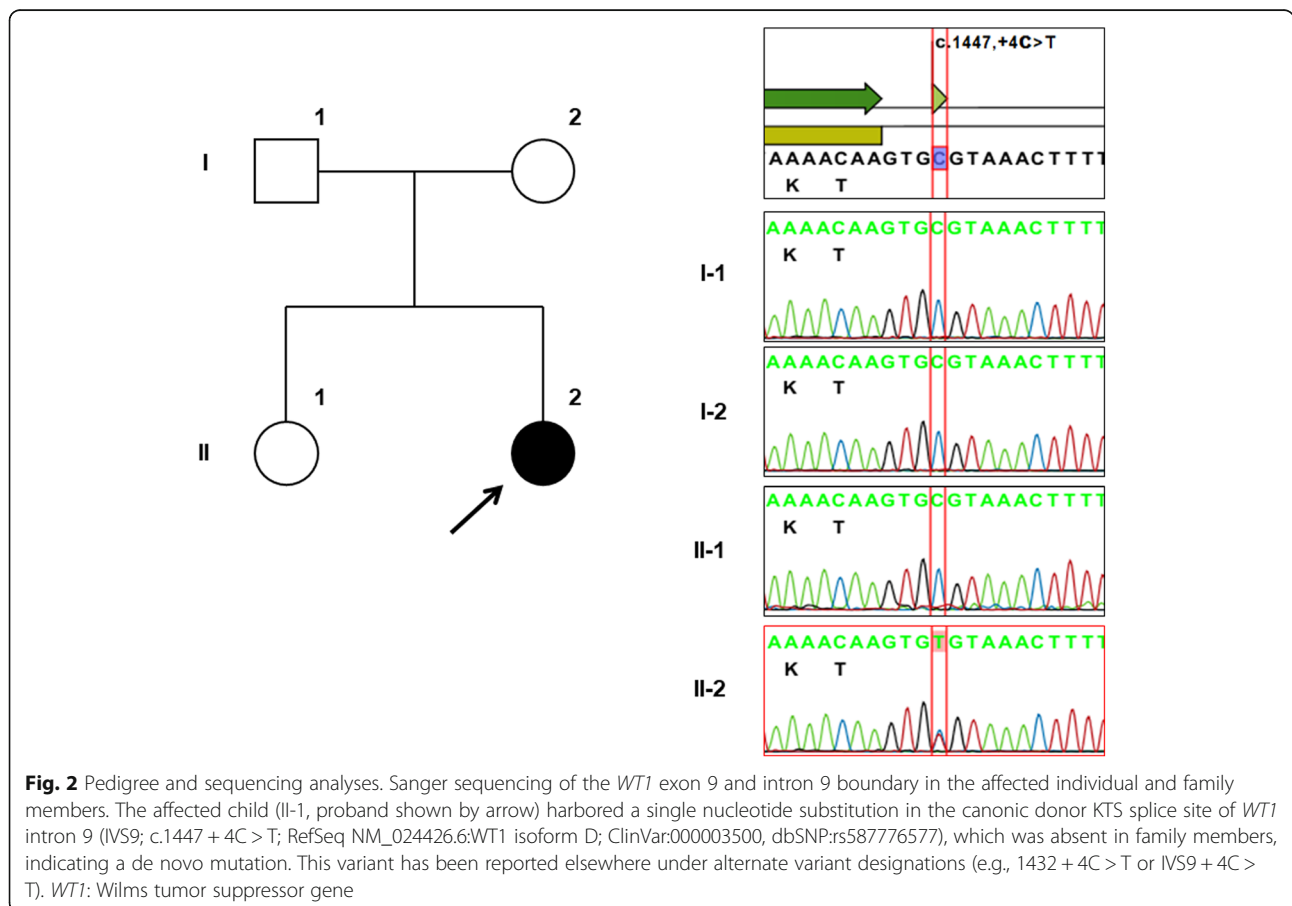 1
2
I
1
2
II
c.1447,+4C>T
AAAACAAGTGCGTAAACTTTT
K T
I-1
AAAACAAGTGCGTAAACTTTT
K T
I-2
AAAACAAGTGCGTAAACTTTT
K T
II-1
AAAACAAGTGCGTAAACTTTT
K T
II-2
AAAACAAGTGTGTAAACTTTT
K T
Fig. 2 Pedigree and sequencing analyses. Sanger sequencing of the WT1 exon 9 and intron 9 boundary in the affected individual and family
members. The affected child (II-1, proband shown by arrow) harbored a single nucleotide substitution in the canonic donor KTS splice site of WT1
intron 9 (IVS9; c.1447 + 4C > T; RefSeq NM_024426.6:WT1 isoform D; ClinVar:000003500, dbSNP:rs587776577), which was absent in family members,
indicating a de novo mutation. This variant has been reported elsewhere under alternate variant designations (e.g., 1432 + 4C > T or IVS9 + 4C >
T). WT1: Wilms tumor suppressor gene